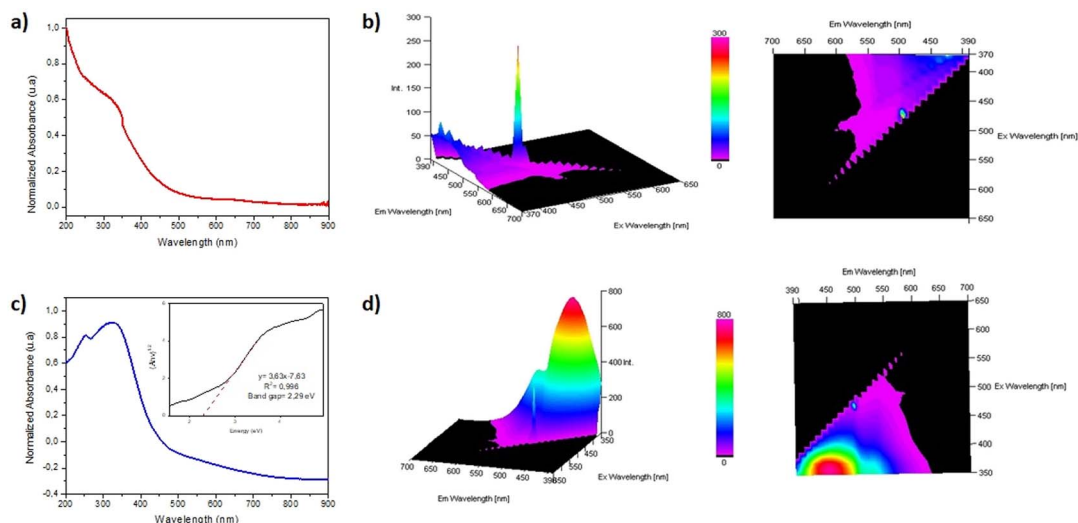 a)
Normalized Absorbance (u.a)
1,0
0,8
0,6
0,4
0,2
0,0
200 300 400 500 600 700 800 900
Wavelength (nm)
b)
300
250
200
Int. 150
100
50
0
390
450
500
550
600
650
700
370
400
450
500
550
600
650
Em Wavelength [nm]
Ex Wavelength [nm]
300
0
Em Wavelength [nm]
700 600 550 500 450 390
370
400
450
500
550
600
650
Ex Wavelength [nm]
c)
Normalized Absorbance (u.a)
1,0
0,8
0,6
0,4
0,2
0,0
-0,2
-0,4
200 300 400 500 600 700 800 900
Wavelength (nm)
y= 3,63x-7,63
R²= 0,996
Band gap= 2,29 eV
Energy (eV)
2
4
d)
800
600
400 Int.
200
0
350
450
550
700 650 600 550 500 450
Ex Wavelength [nm]
Em Wavelength [nm]
800
0
Em Wavelength [nm]
390 450 500 550 600 700
650
600
550
500
450
400
350
Ex Wavelength [nm]